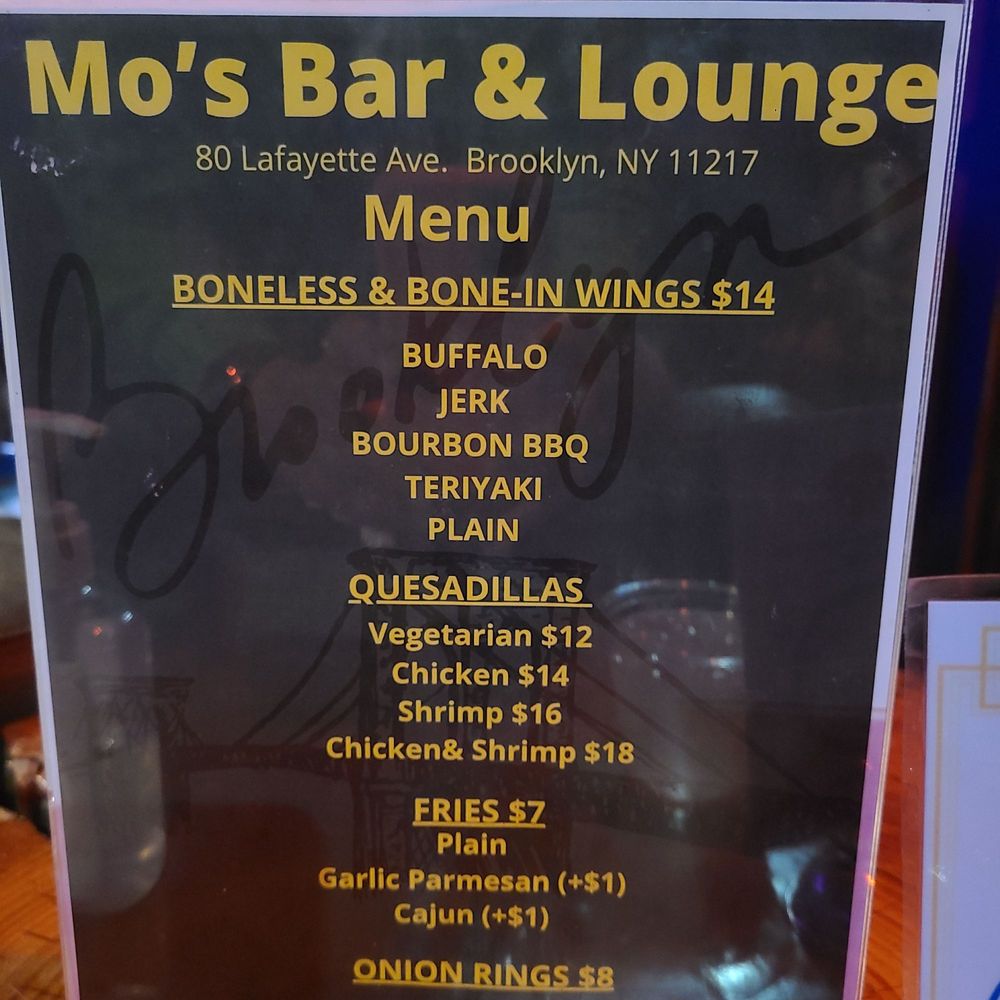 Mo's Bar & Lounge
80 Lafayette Ave. Brooklyn, NY 11217
Menu
Brooklyn
BONELESS & BONE-IN WINGS $14
BUFFALO
JERK
BOURBON BBQ
TERIYAKI
PLAIN
QUESADILLAS
Vegetarian $12
Chicken $14
Shrimp $16
Chicken& Shrimp $18
FRIES $7
Plain
Garlic Parmesan (+$1)
Cajun (+$1)
ONION RINGS $8